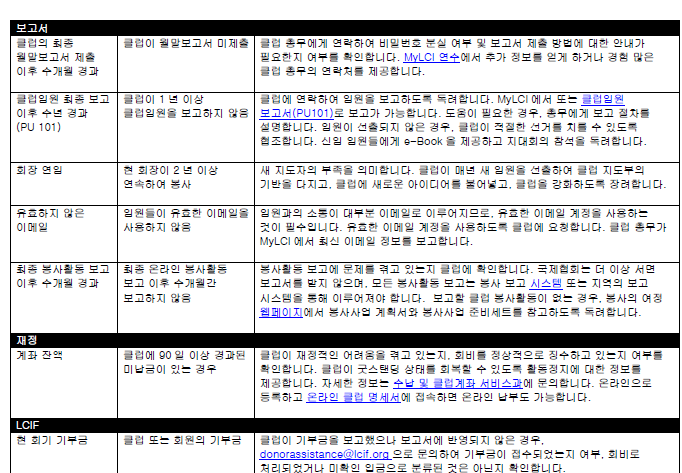 보고서
클럽의 최종 월말보고서 제출 이후 수개월 경과
클럽이 월말보고서 미제출
클럽 총무에게 연락하여 비밀번호 분실 여부 및 보고서 제출 방법에 대한 안내가
필요한지 여부를 확인합니다. MyLCI 연수에서 추가 정보를 얻게 하거나 경험 많은
클럽 총무의 연락처를 제공합니다.
클럽임원 최종 보고
이후 수년 경과
(PU 101)
클럽이 1 년 이상
클럽임원을 보고하지 않음
클럽에 연락하여 임원을 보고하도록 독려합니다. MyLCI 에서 또는 클럽임원
보고서(PU101)로 보고가 가능합니다. 도움이 필요한 경우, 총무에게 보고 절차를
설명합니다. 임원이 선출되지 않은 경우, 클럽이 적절한 선거를 치를 수 있도록
협조합니다. 신임 임원들에게 e-Book 을 제공하고 지대회의 참석을 독려합니다.
회장 연임
현 회장이 2 년 이상
연속하여 봉사
새 지도자의 부족을 의미합니다. 클럽이 매년 새 임원을 선출하여 클럽 지도부의
기반을 다지고, 클럽에 새로운 아이디어를 불어넣고, 클럽을 강화하도록 장려합니다.
유효하지 않은
이메일
임원들이 유효한 이메일을
사용하지 않음
임원과의 소통이 대부분 이메일로 이루어지므로, 유효한 이메일 계정을 사용하는
것이 필수입니다. 유효한 이메일 계정을 사용하도록 클럽에 요청합니다. 클럽 총무가
MyLCI 에서 최신 이메일 정보를 보고합니다.
최종 봉사활동 보고
이후 수개월 경과
최종 온라인 봉사활동
보고 이후 수개월간
보고하지 않음
봉사활동 보고에 문제를 겪고 있는지 클럽에 확인합니다. 국제협회는 더 이상 서면
보고서를 받지 않으며, 모든 봉사활동 보고는 봉사 보고 시스템 또는 지역의 보고
시스템을 통해 이루어져야 합니다. 보고할 클럽 봉사활동이 없는 경우, 봉사의 여정
웹페이지에서 봉사사업 계획서와 봉사사업 준비세트를 참고하도록 독려합니다.
재정
계좌 잔액
클럽에 90 일 이상 경과된
미납금이 있는 경우
클럽이 재정적인 어려움을 겪고 있는지, 회비를 정상적으로 징수하고 있는지 여부를
확인합니다. 클럽이 굿스탠딩 상태를 회복할 수 있도록 활동정지에 대한 정보를
제공합니다. 자세한 정보는 수납 및 클럽계좌 서비스과에 문의합니다. 온라인으로
등록하고 온라인 클럽 명세서에 접속하면 온라인 납부도 가능합니다.
LCIF
현 회기 기부금
클럽 또는 회원의 기부금
클럽이 기부금을 보고했으나 보고서에 반영되지 않은 경우,
donorassistance@lcif.org 으로 문의하여 기부금이 접수되었는지 여부, 회비로
처리되었거나 미확인 입금으로 분류된 것은 아닌지 확인합니다.